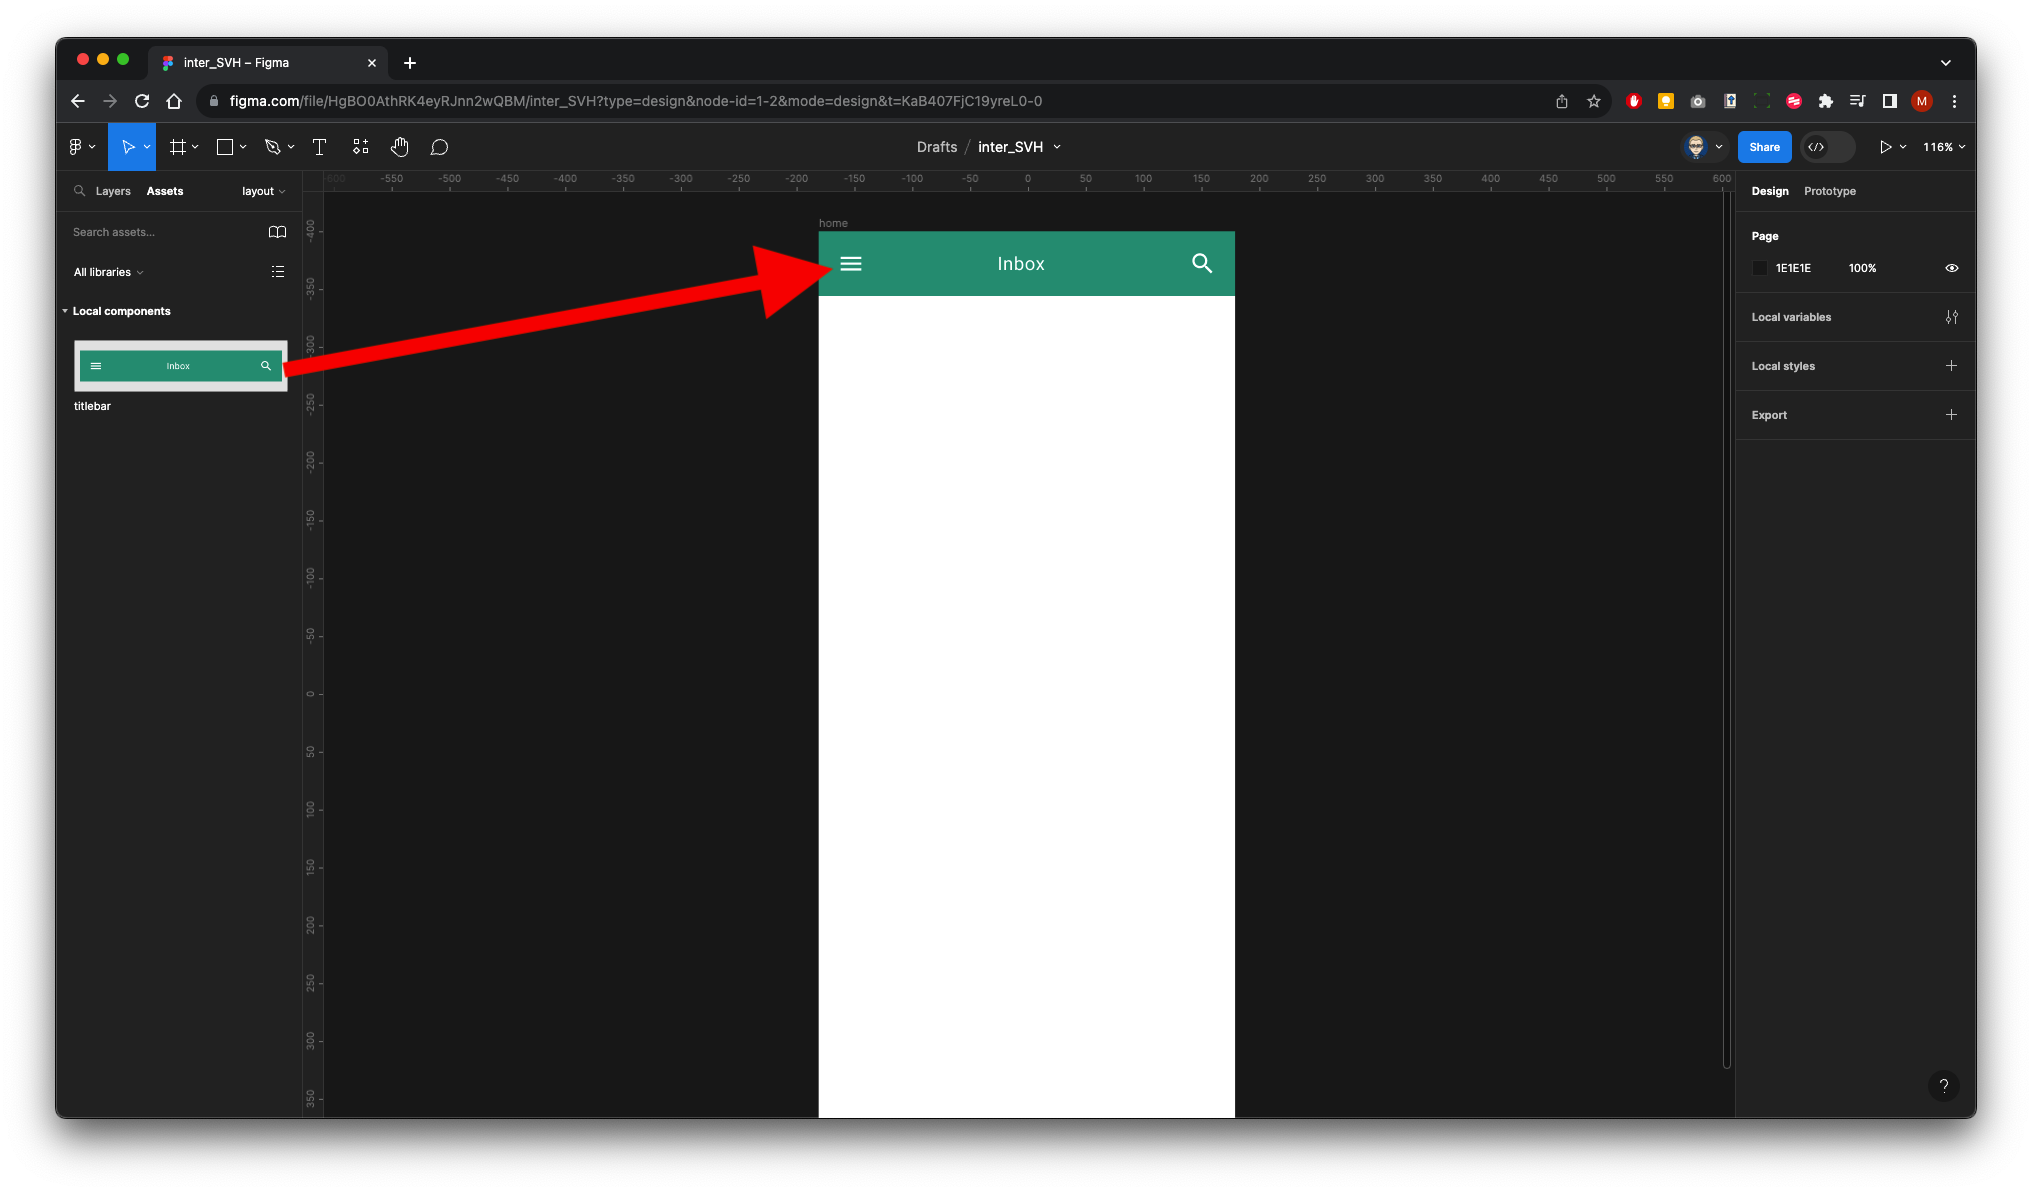 inter_SVH – Figma
figma.com/file/HgBO0AthRK4eyRJnn2wQBM/inter_SVH?type=design&node-id=1-2&mode=design&t=KaB407FjC19yreL0-0
M
Drafts / inter_SVH
Share
116%
Layers Assets layout
-600 -550 -500 -450 -400 -350 -300 -250 -200 -150 -100 -50 0 50 100 150 200 250 300 350 400 450 500 550 600
Design Prototype
Search assets...
home
Page
All libraries
Inbox
1E1E1E 100%
Local components
Local variables
Inbox
Local styles
titlebar
Export
-400
-350
-300
-250
-200
-150
-100
-50
0
50
100
150
200
250
300
350
?